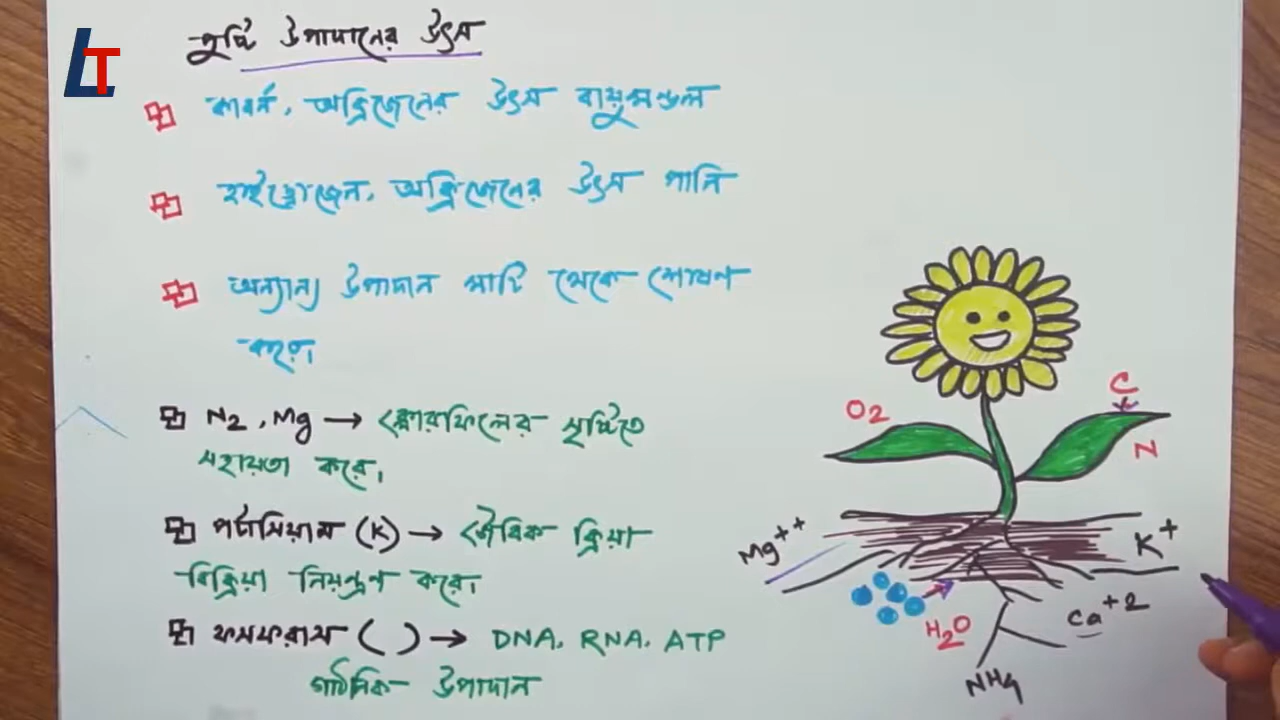 LT
পুষ্টি উপাদানের উৎস
কার্বন, অক্সিজেনের উৎস বায়ুমণ্ডল
হাইড্রোজেন, অক্সিজেনের উৎস পানি
অন্যান্য উপাদান মাটি থেকে শোষণ
করে।
N2, Mg → ক্লোরোফিলের সৃষ্টিতে
সহায়তা করে।
পটাসিয়াম (K) → জৈবিক ক্রিয়া
বিক্রিয়া নিয়ন্ত্রণ করে।
ফসফরাস ( ) → DNA, RNA, ATP
গাঠনিক উপাদান
C
O2
N
Mg++
K+
H2O
Ca+2
NH4